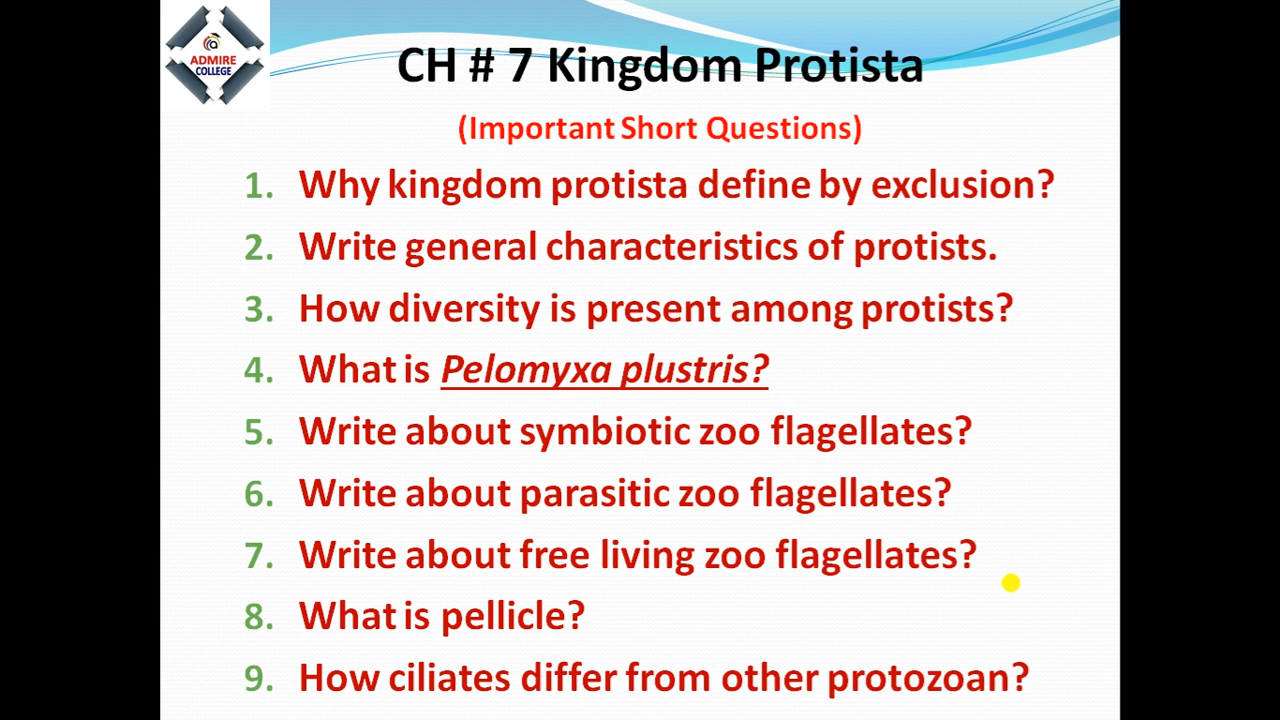 ADMIRE
COLLEGE
CH # 7 Kingdom Protista
(Important Short Questions)
1. Why kingdom protista define by exclusion?
2. Write general characteristics of protists.
3. How diversity is present among protists?
4. What is Pelomyxa plustris?
5. Write about symbiotic zoo flagellates?
6. Write about parasitic zoo flagellates?
7. Write about free living zoo flagellates?
8. What is pellicle?
9. How ciliates differ from other protozoan?